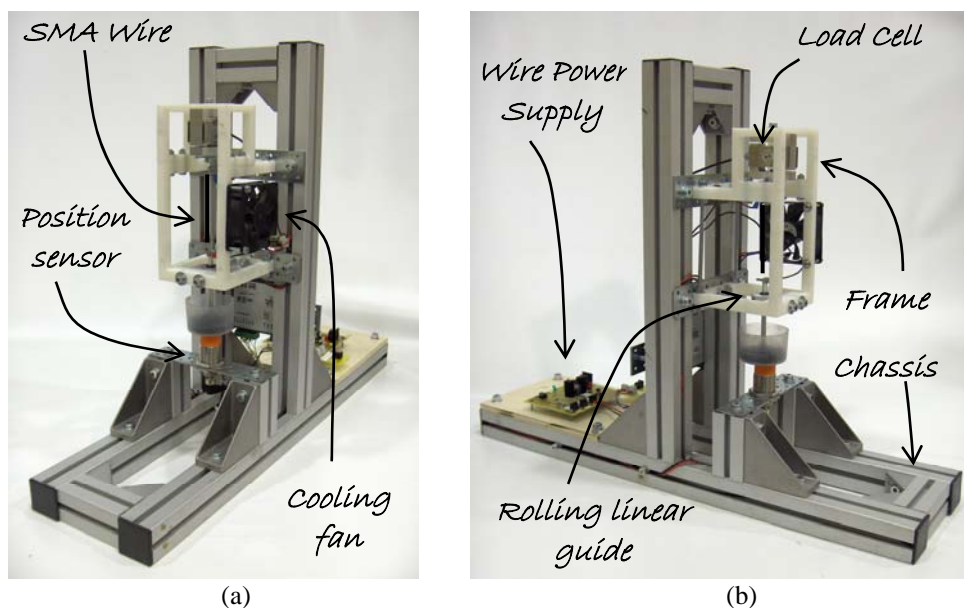 SMA Wire
Position
sensor
Cooling
fan
(a)
Load Cell
Wire Power
Supply
Frame
Chassis
Rolling linear
guide
(b)